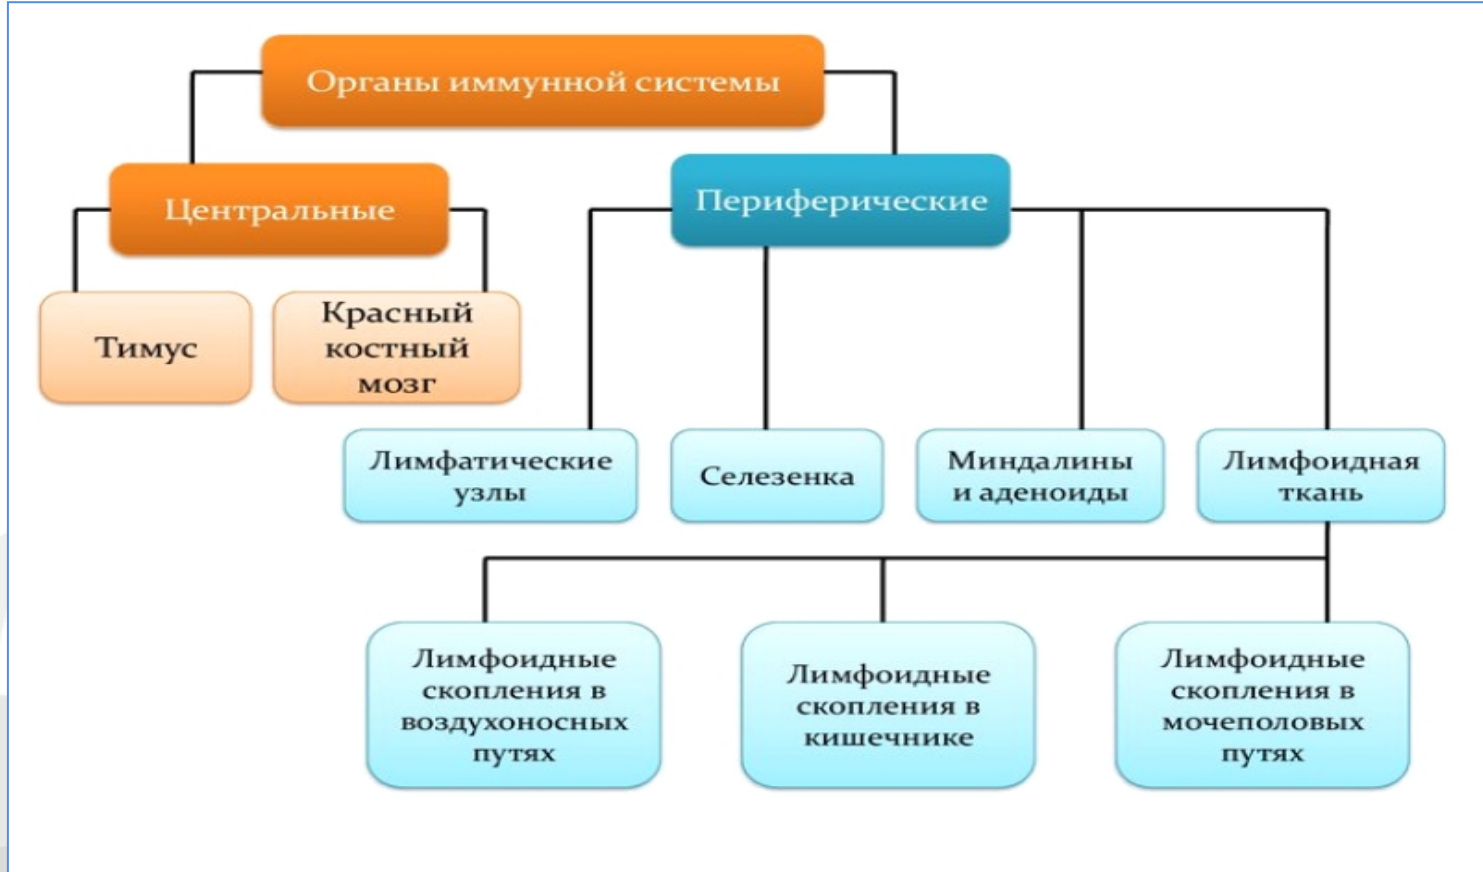 Органы иммунной системы
Центральные
Периферические
Тимус
Красный
костный
мозг
Лимфатические
узлы
Селезенка
Миндалины
и аденоиды
Лимфоидная
ткань
Лимфоидные
скопления в
воздухоносных
путях
Лимфоидные
скопления в
кишечнике
Лимфоидные
скопления в
мочеполовых
путях